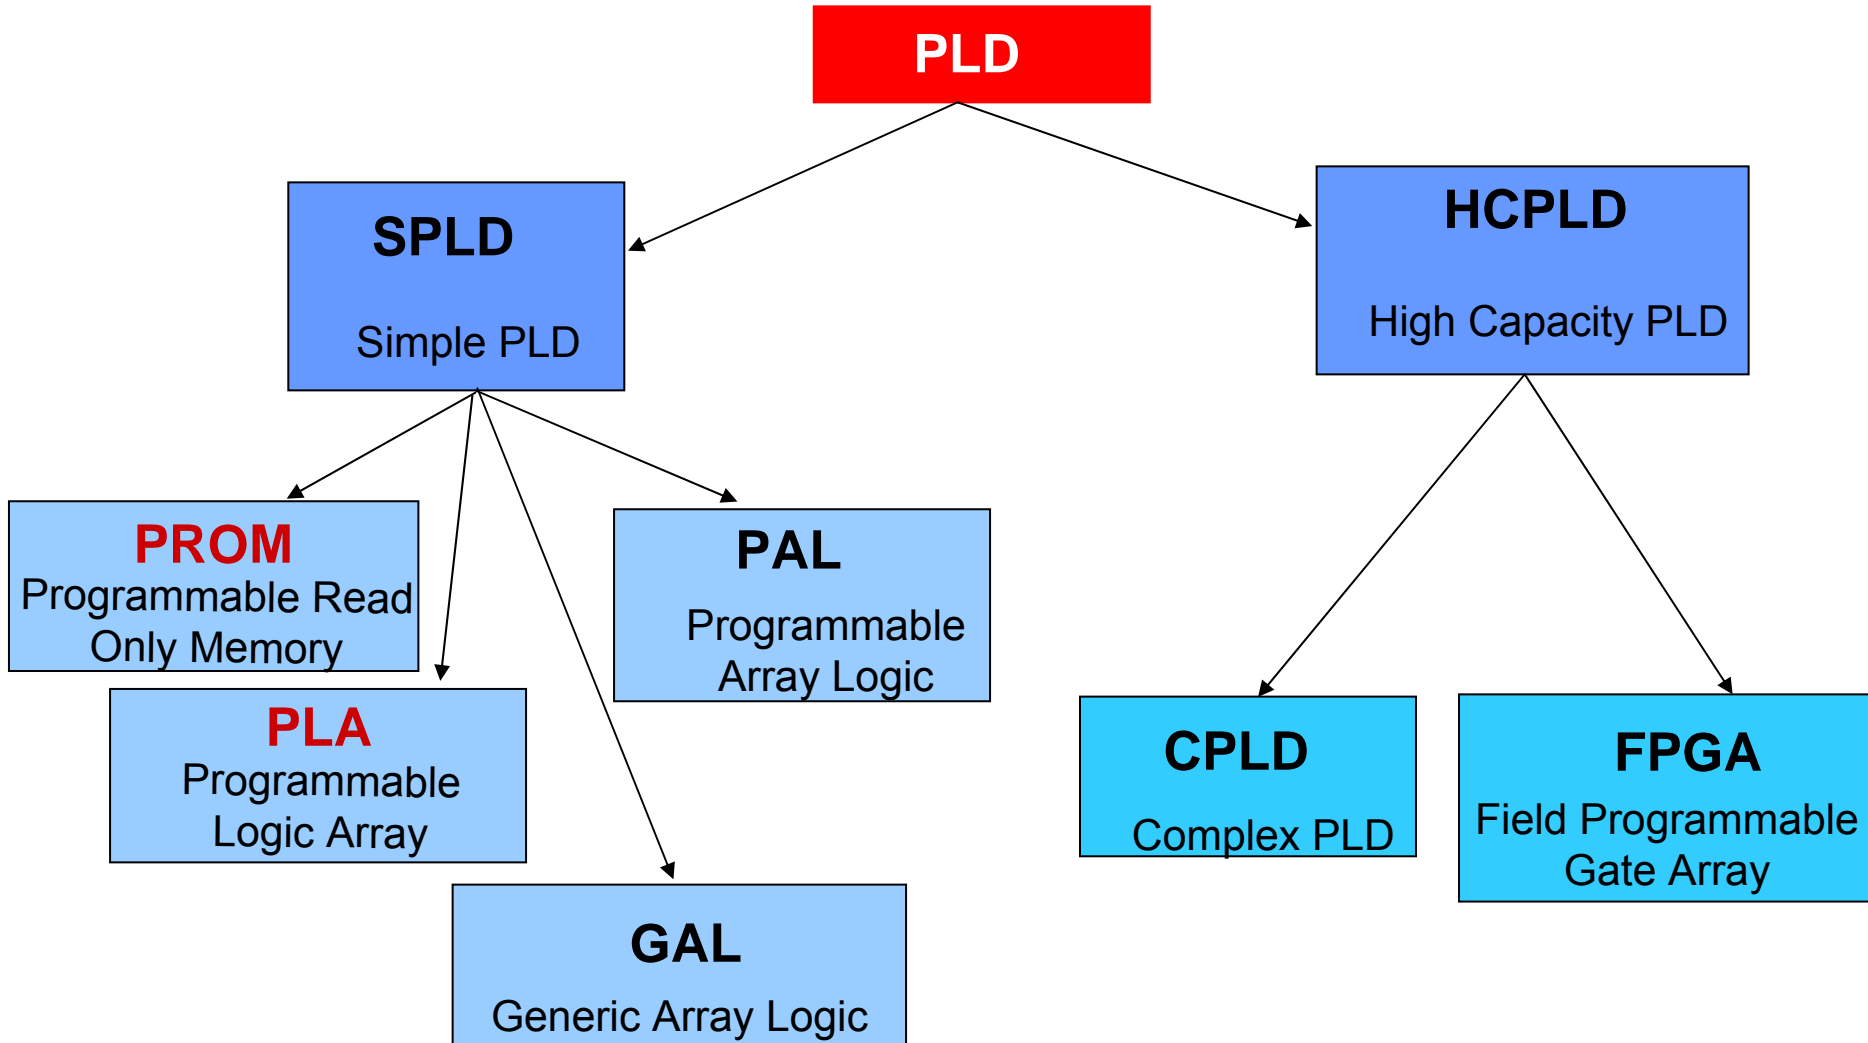 PLD
SPLD
Simple PLD
HCPLD
High Capacity PLD
PROM
Programmable Read
Only Memory
PLA
Programmable
Logic Array
GAL
Generic Array Logic
PAL
Programmable
Array Logic
CPLD
Complex PLD
FPGA
Field Programmable
Gate Array